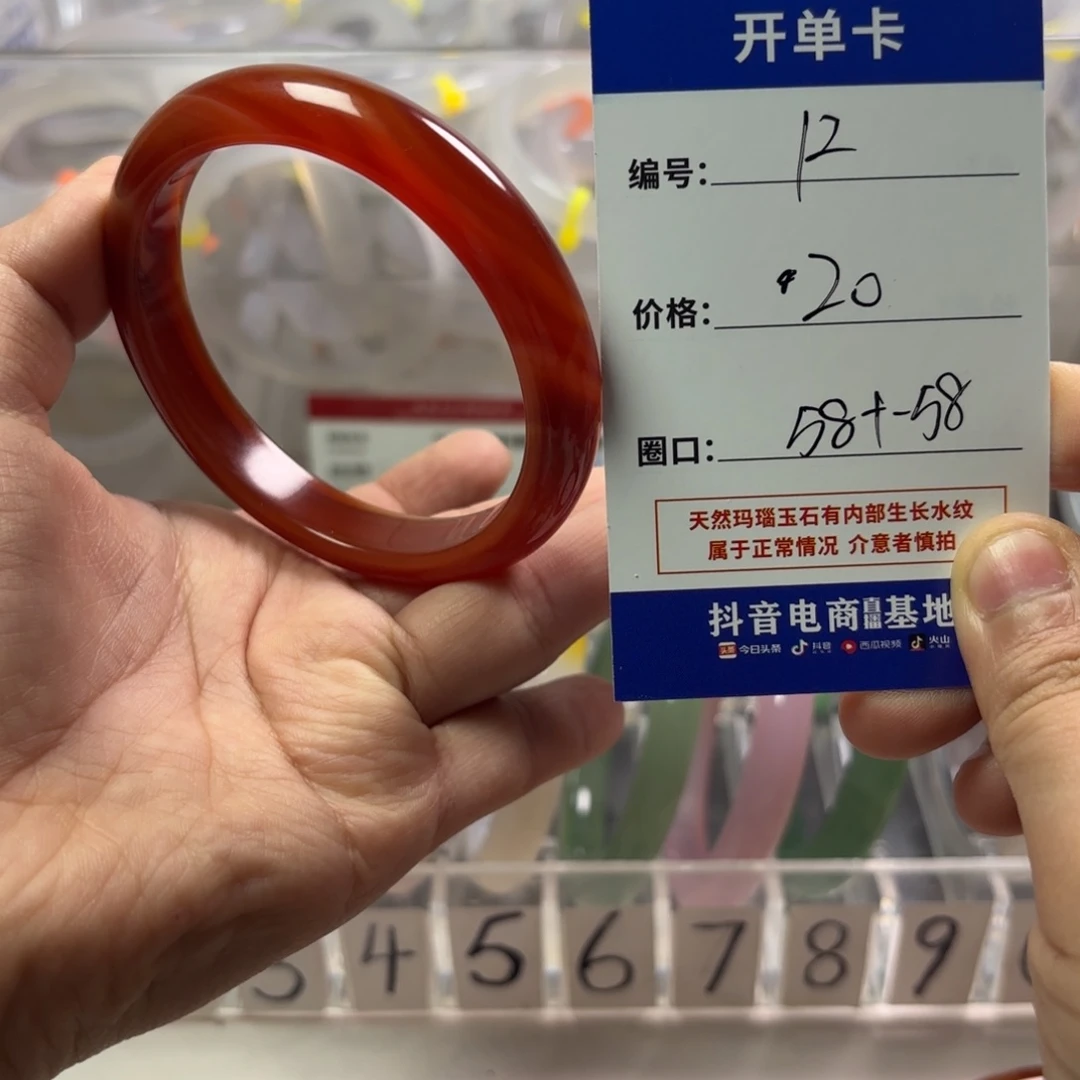 开单卡
编号: 12
价格: 20
圈口: 58+-58
天然玛瑙玉石有内部生长水纹
属于正常情况 介意者慎拍
抖音电商直播基地
今日头条 抖音 西瓜视频 火山
4 5 6 7 8 9